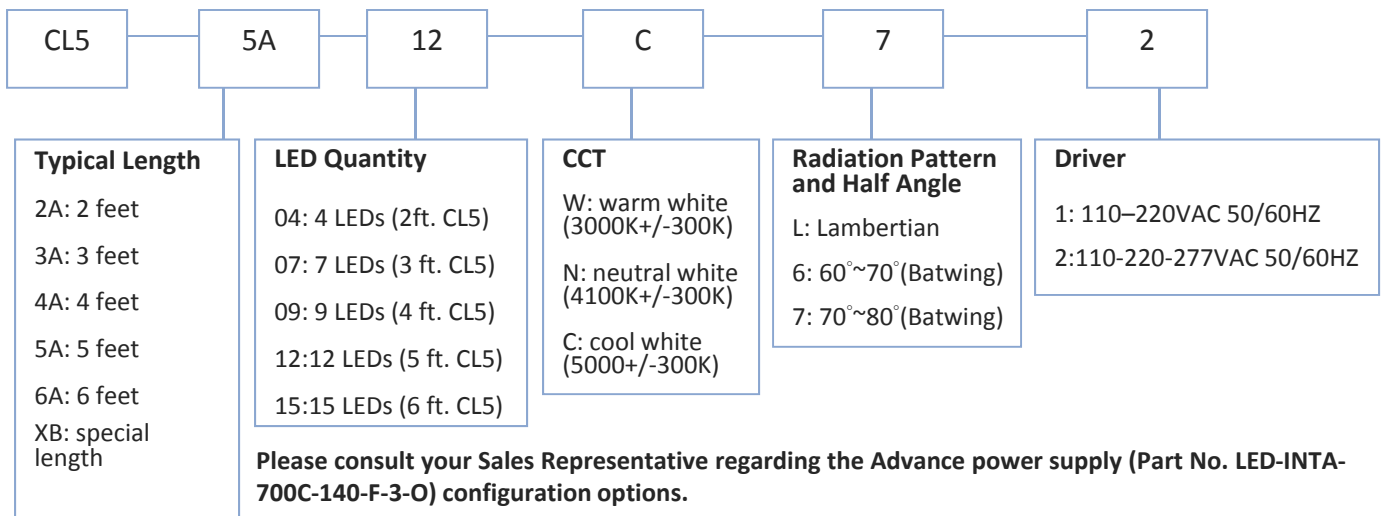 CL5 5A 12 C 7 2
Typical Length
2A: 2 feet
3A: 3 feet
4A: 4 feet
5A: 5 feet
6A: 6 feet
XB: special
length
LED Quantity
04: 4 LEDs (2ft. CL5)
07: 7 LEDs (3 ft. CL5)
09: 9 LEDs (4 ft. CL5)
12:12 LEDs (5 ft. CL5)
15:15 LEDs (6 ft. CL5)
CCT
W: warm white
(3000K+/-300K)
N: neutral white
(4100K+/-300K)
C: cool white
(5000+/-300K)
Radiation Pattern
and Half Angle
L: Lambertian
6: 60°~70°(Batwing)
7: 70°~80°(Batwing)
Driver
1: 110–220VAC 50/60HZ
2:110-220-277VAC 50/60HZ
Please consult your Sales Representative regarding the Advance power supply (Part No. LED-INTA-
700C-140-F-3-O) configuration options.